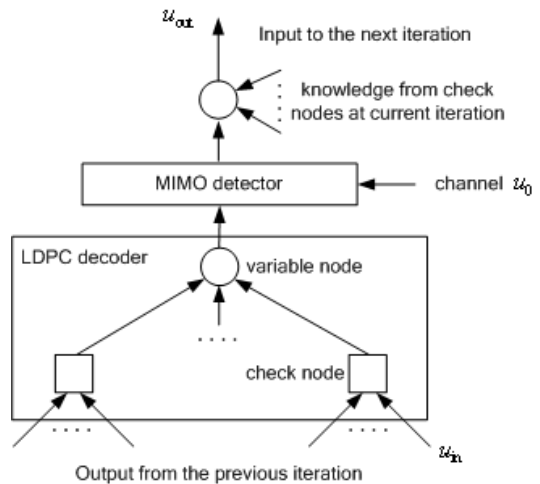 u_out
Input to the next iteration
knowledge from check
nodes at current iteration
MIMO detector
channel u_0
LDPC decoder
variable node
check node
u_in
Output from the previous iteration